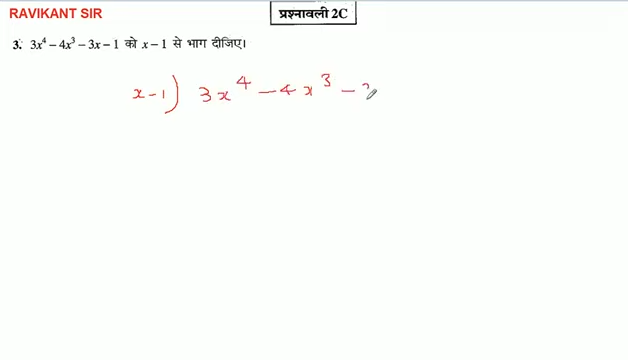 RAVIKANT SIR
प्रश्नावली 2C
3. 3x⁴ – 4x³ – 3x – 1 को x – 1 से भाग दीजिए।
x – 1 ) 3x⁴ – 4x³ –